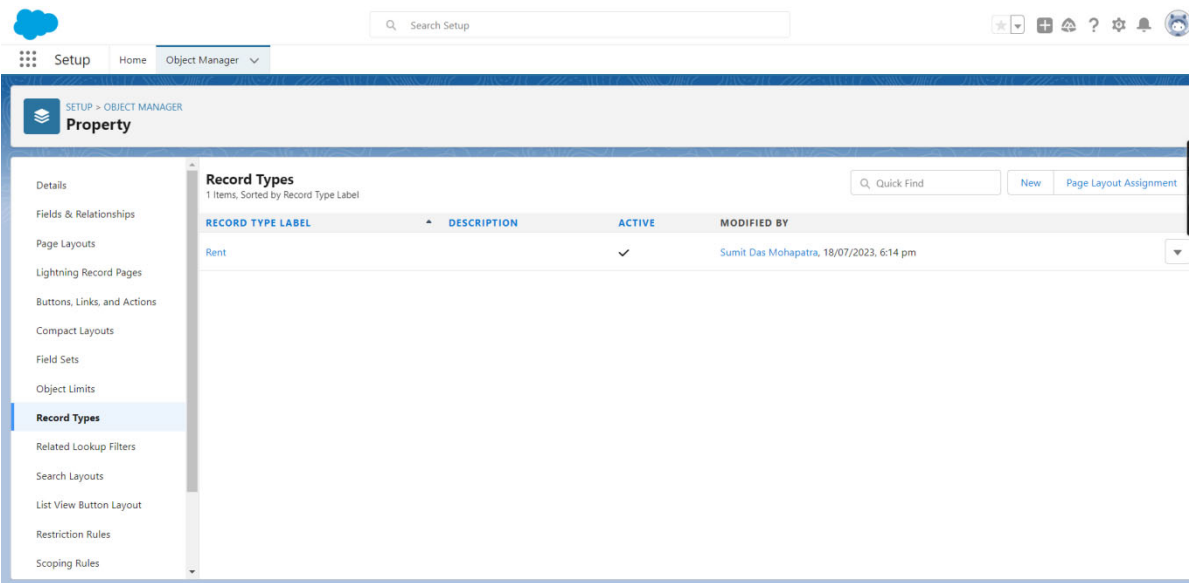 Search Setup
Setup Home Object Manager
SETUP > OBJECT MANAGER
Property
Details
Fields & Relationships
Page Layouts
Lightning Record Pages
Buttons, Links, and Actions
Compact Layouts
Field Sets
Object Limits
Record Types
Related Lookup Filters
Search Layouts
List View Button Layout
Restriction Rules
Scoping Rules
Record Types
1 Items, Sorted by Record Type Label
Quick Find New Page Layout Assignment
RECORD TYPE LABEL DESCRIPTION ACTIVE MODIFIED BY
Rent Sumit Das Mohapatra, 18/07/2023, 6:14 pm